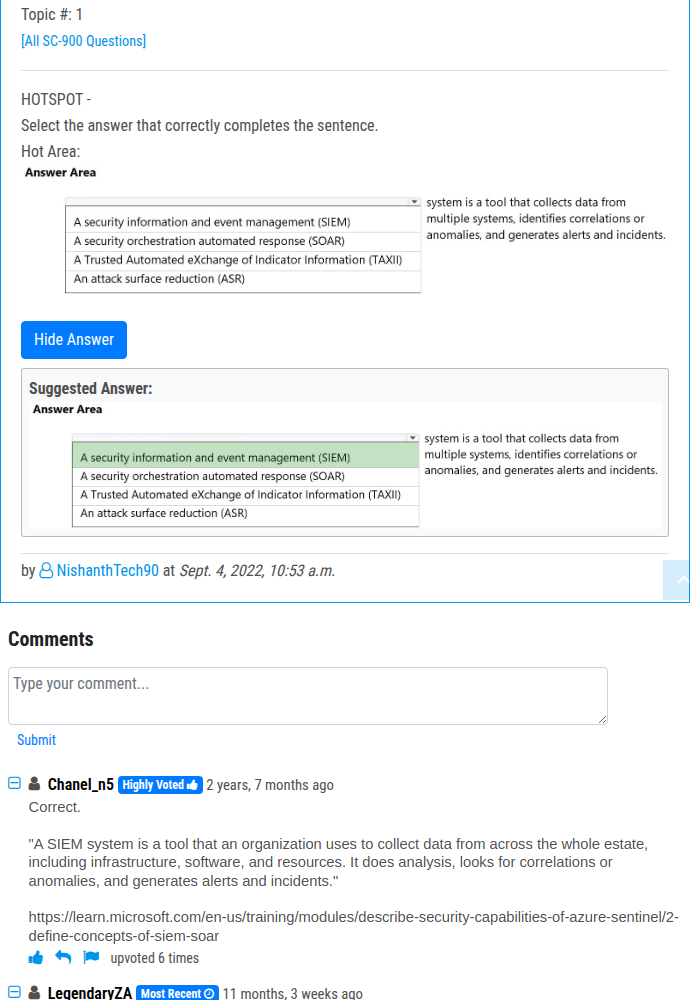 Topic #: 1
[All SC-900 Questions]
HOTSPOT -
Select the answer that correctly completes the sentence.
Hot Area:
Answer Area
system is a tool that collects data from
A security information and event management (SIEM)
multiple systems, identifies correlations or
A security orchestration automated response (SOAR)
anomalies, and generates alerts and incidents.
A Trusted Automated eXchange of Indicator Information (TAXII)
An attack surface reduction (ASR)
Hide Answer
Suggested Answer:
Answer Area
system is a tool that collects data from
A security information and event management (SIEM)
multiple systems, identifies correlations or
A security orchestration automated response (SOAR)
anomalies, and generates alerts and incidents.
A Trusted Automated eXchange of Indicator Information (TAXII)
An attack surface reduction (ASR)
by NishanthTech90 at Sept. 4, 2022, 10:53 a.m.
Comments
Type your comment...
Submit
Chanel_n5 Highly Voted 2 years, 7 months ago
Correct.
"A SIEM system is a tool that an organization uses to collect data from across the whole estate,
including infrastructure, software, and resources. It does analysis, looks for correlations or
anomalies, and generates alerts and incidents."
https://learn.microsoft.com/en-us/training/modules/describe-security-capabilities-of-azure-sentinel/2-
define-concepts-of-siem-soar
upvoted 6 times
LegendaryZA Most Recent 11 months, 3 weeks ago